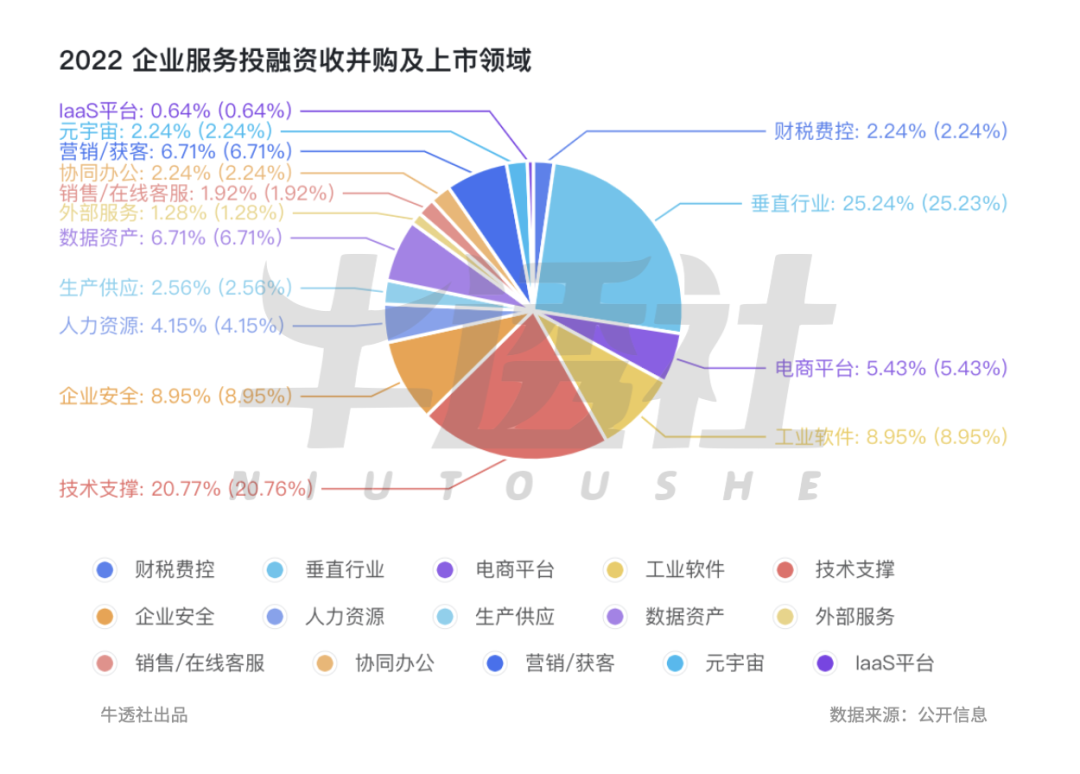 2022 企业服务投融资收并购及上市领域
IaaS平台: 0.64% (0.64%)
元宇宙: 2.24% (2.24%)
财税费控: 2.24% (2.24%)
营销/获客: 6.71% (6.71%)
协同办公: 2.24% (2.24%)
销售/在线客服: 1.92% (1.92%)
垂直行业: 25.24% (25.23%)
外部服务: 1.28% (1.28%)
数据资产: 6.71% (6.71%)
生产供应: 2.56% (2.56%)
人力资源: 4.15% (4.15%)
电商平台: 5.43% (5.43%)
企业安全: 8.95% (8.95%)
工业软件: 8.95% (8.95%)
技术支撑: 20.77% (20.76%)
牛透社
NIUTOUSHE
财税费控 垂直行业 电商平台 工业软件 技术支撑
企业安全 人力资源 生产供应 数据资产 外部服务
销售/在线客服 协同办公 营销/获客 元宇宙 IaaS平台
牛透社出品 数据来源：公开信息